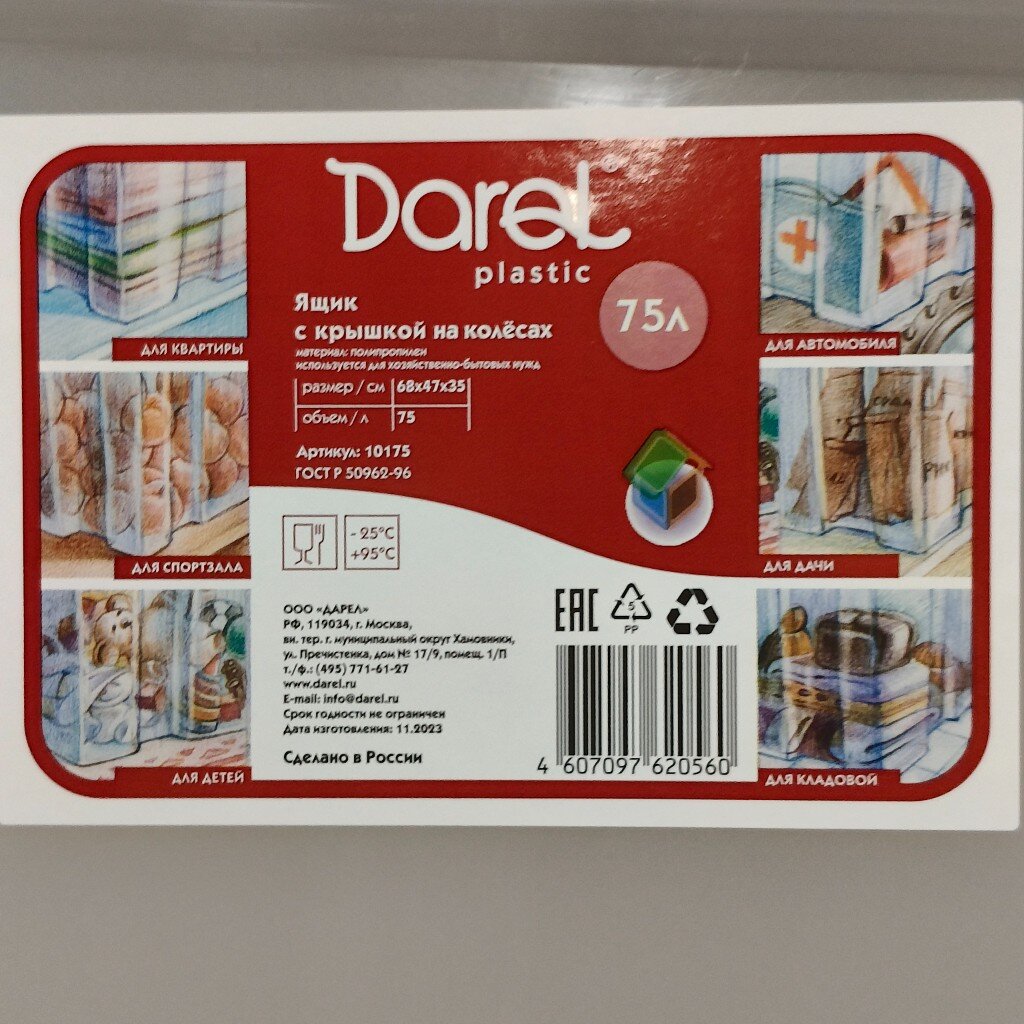 Darel
plastic
Ящик
с крышкой на колёсах
75л
материал: полипропилен
используется для хозяйственно-бытовых нужд
размер / см 68х47х35
объем / л 75
Артикул: 10175
ГОСТ Р 50962-96
ДЛЯ КВАРТИРЫ
ДЛЯ АВТОМОБИЛЯ
ДЛЯ СПОРТЗАЛА
ДЛЯ ДАЧИ
ДЛЯ ДЕТЕЙ
ДЛЯ КЛАДОВОЙ
- 25°C
+95°C
ООО «ДАРЕЛ»
РФ, 119034, г. Москва,
вн. тер. г. муниципальный округ Хамовники,
ул. Пречистенка, дом № 17/9, помещ. 1/П
т./ф.: (495) 771-61-27
www.darel.ru
E-mail: info@darel.ru
Срок годности не ограничен
Дата изготовления: 11.2023
Сделано в России
EAC
5
PP
4 607097 620560